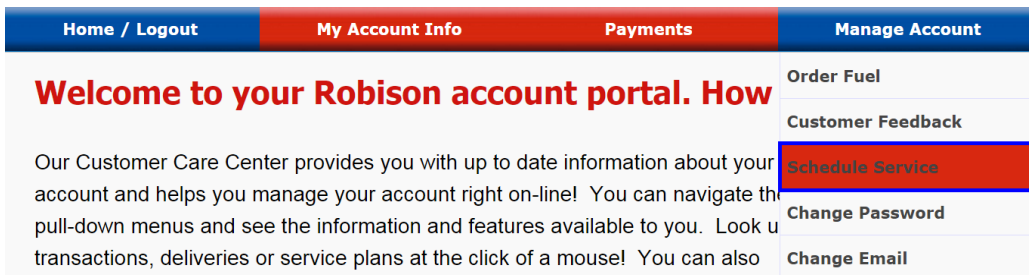 Home / Logout
My Account Info
Payments
Manage Account
Welcome to your Robison account portal. How
Our Customer Care Center provides you with up to date information about your
account and helps you manage your account right on-line! You can navigate the
pull-down menus and see the information and features available to you. Look u
transactions, deliveries or service plans at the click of a mouse! You can also
Order Fuel
Customer Feedback
Schedule Service
Change Password
Change Email